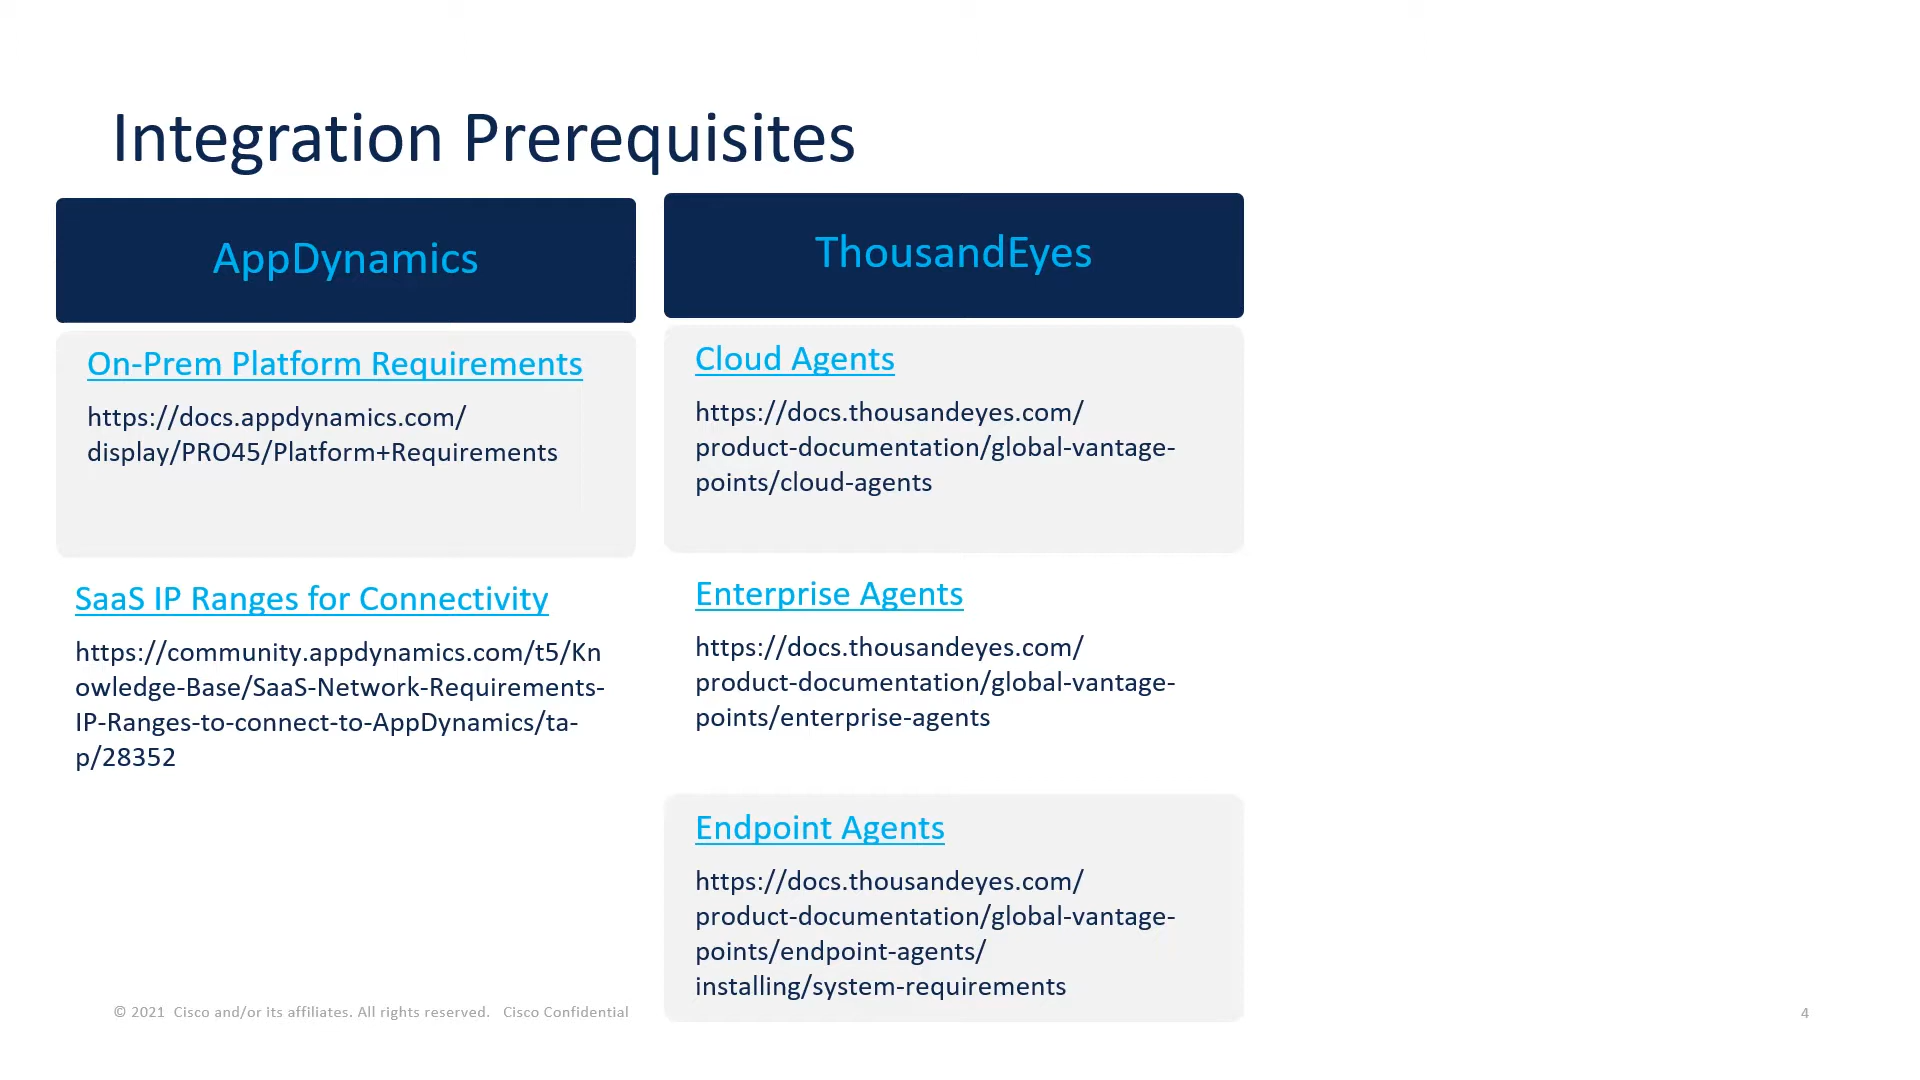 Integration Prerequisites
AppDynamics
On-Prem Platform Requirements
https://docs.appdynamics.com/
display/PRO45/Platform+Requirements
SaaS IP Ranges for Connectivity
https://community.appdynamics.com/t5/Kn
owledge-Base/SaaS-Network-Requirements-
IP-Ranges-to-connect-to-AppDynamics/ta-
p/28352
ThousandEyes
Cloud Agents
https://docs.thousandeyes.com/
product-documentation/global-vantage-
points/cloud-agents
Enterprise Agents
https://docs.thousandeyes.com/
product-documentation/global-vantage-
points/enterprise-agents
Endpoint Agents
https://docs.thousandeyes.com/
product-documentation/global-vantage-
points/endpoint-agents/
installing/system-requirements
© 2021 Cisco and/or its affiliates. All rights reserved. Cisco Confidential
4